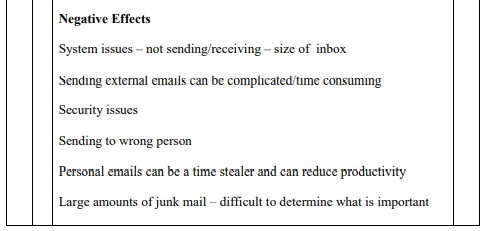 Negative Effects
System issues – not sending/receiving – size of inbox
Sending external emails can be complicated/time consuming
Security issues
Sending to wrong person
Personal emails can be a time stealer and can reduce productivity
Large amounts of junk mail – difficult to determine what is important